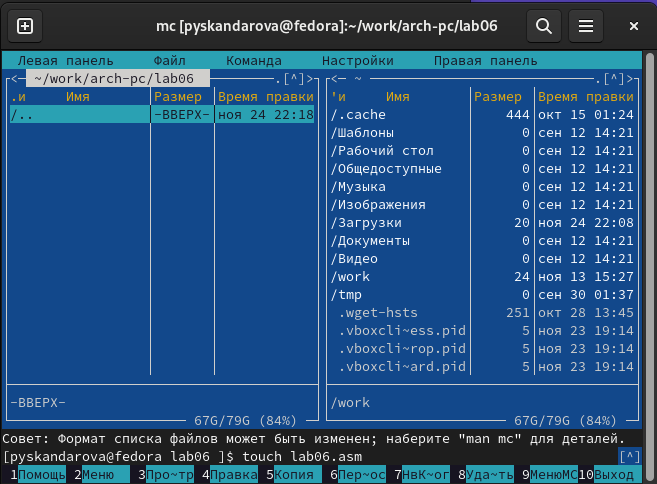 mc [pyskandarova@fedora]:~/work/arch-pc/lab06
Левая панель Файл Команда Настройки Правая панель
<— ~/work/arch-pc/lab06 .[^]> <— ~ .[^]>
.и Имя Размер Время правки 'и Имя Размер Время правки
/.. -ВВЕРХ- ноя 24 22:18 /.cache 444 окт 15 01:24
/Шаблоны 0 сен 12 14:21
/Рабочий стол 0 сен 12 14:21
/Общедоступные 0 сен 12 14:21
/Музыка 0 сен 12 14:21
/Изображения 0 сен 12 14:21
/Загрузки 20 ноя 24 22:08
/Документы 0 сен 12 14:21
/Видео 0 сен 12 14:21
/work 24 ноя 13 15:27
/tmp 0 сен 30 01:37
.wget-hsts 251 окт 28 13:45
.vboxcli~ess.pid 5 ноя 23 19:14
.vboxcli~rop.pid 5 ноя 23 19:14
.vboxcli~ard.pid 5 ноя 23 19:14
-ВВЕРХ- /work
67G/79G (84%) 67G/79G (84%)
Совет: Формат списка файлов может быть изменен; наберите "man mc" для деталей.
[pyskandarova@fedora lab06 ]$ touch lab06.asm [^]
1Помощь 2Меню 3Про~тр 4Правка 5Копия 6Пер~ос 7НвК~ог 8Уда~ть 9МенюMC 10Выход